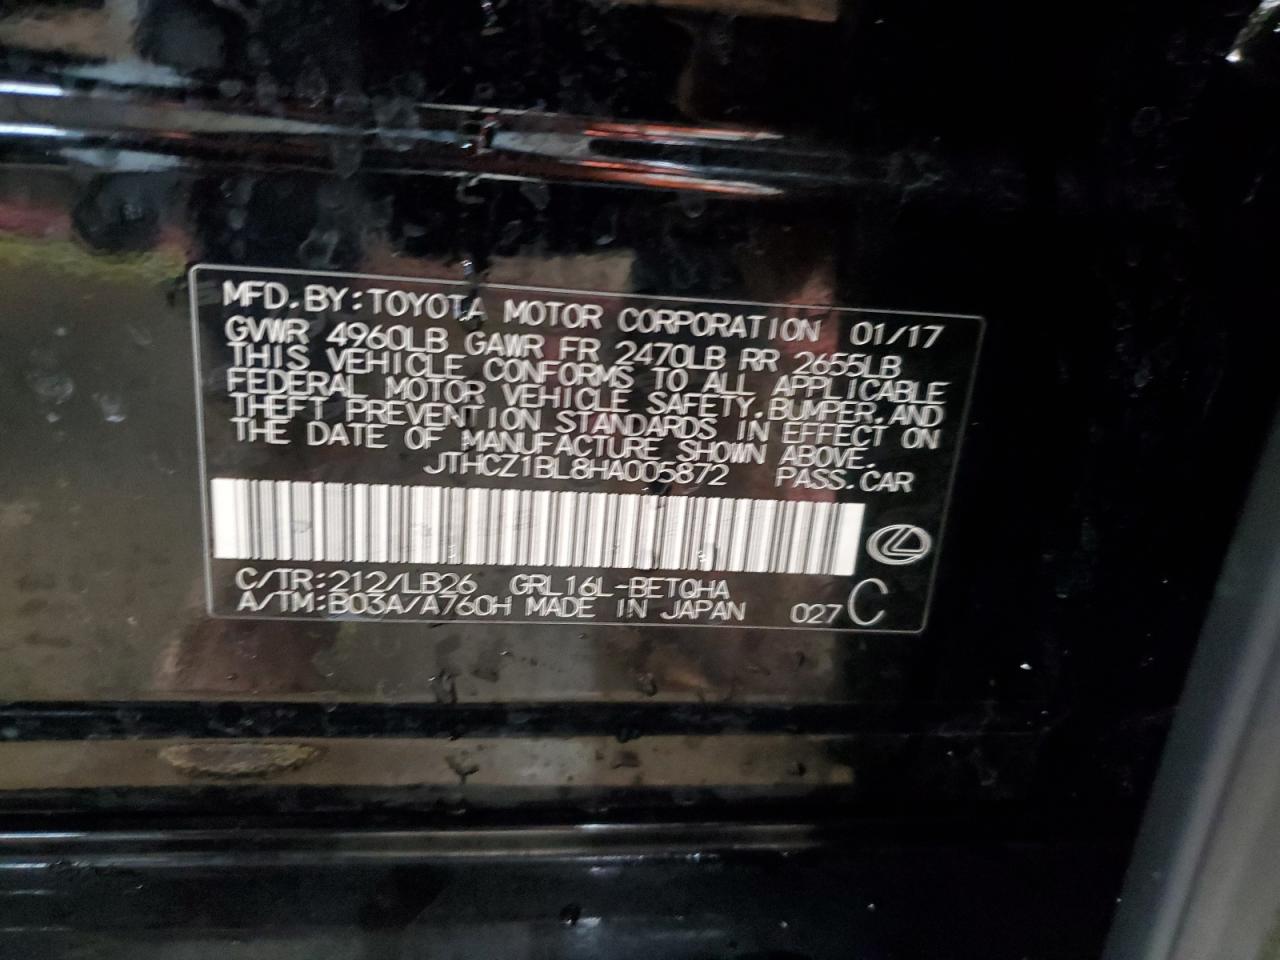 MFD.BY:TOYOTA MOTOR CORPORATION 01/17
GVWR 4960LB GAWR FR 2470LB RR 2655LB
THIS VEHICLE CONFORMS TO ALL APPLICABLE
FEDERAL MOTOR VEHICLE SAFETY,BUMPER,AND
THEFT PREVENTION STANDARDS IN EFFECT ON
THE DATE OF MANUFACTURE SHOWN ABOVE.
JTHCZ1BL8HA005872 PASS.CAR
C/TR:212/LB26 GRL16L-BETQHA
A/TM:B03A/A760H MADE IN JAPAN 027 C